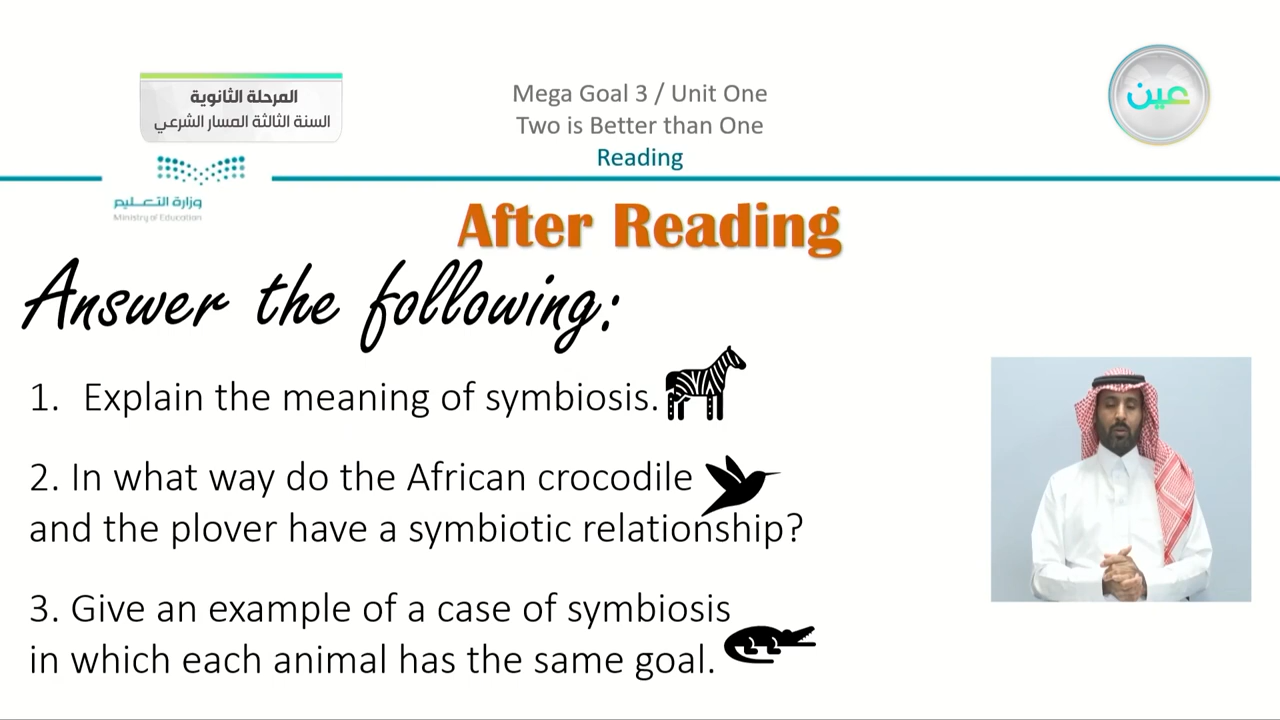 المرحلة الثانوية
السنة الثالثة المسار الشرعي
Mega Goal 3 / Unit One
Two is Better than One
Reading
عين
وزارة التعليم
Ministry of Education
After Reading
Answer the following:
1. Explain the meaning of symbiosis.
2. In what way do the African crocodile
and the plover have a symbiotic relationship?
3. Give an example of a case of symbiosis
in which each animal has the same goal.